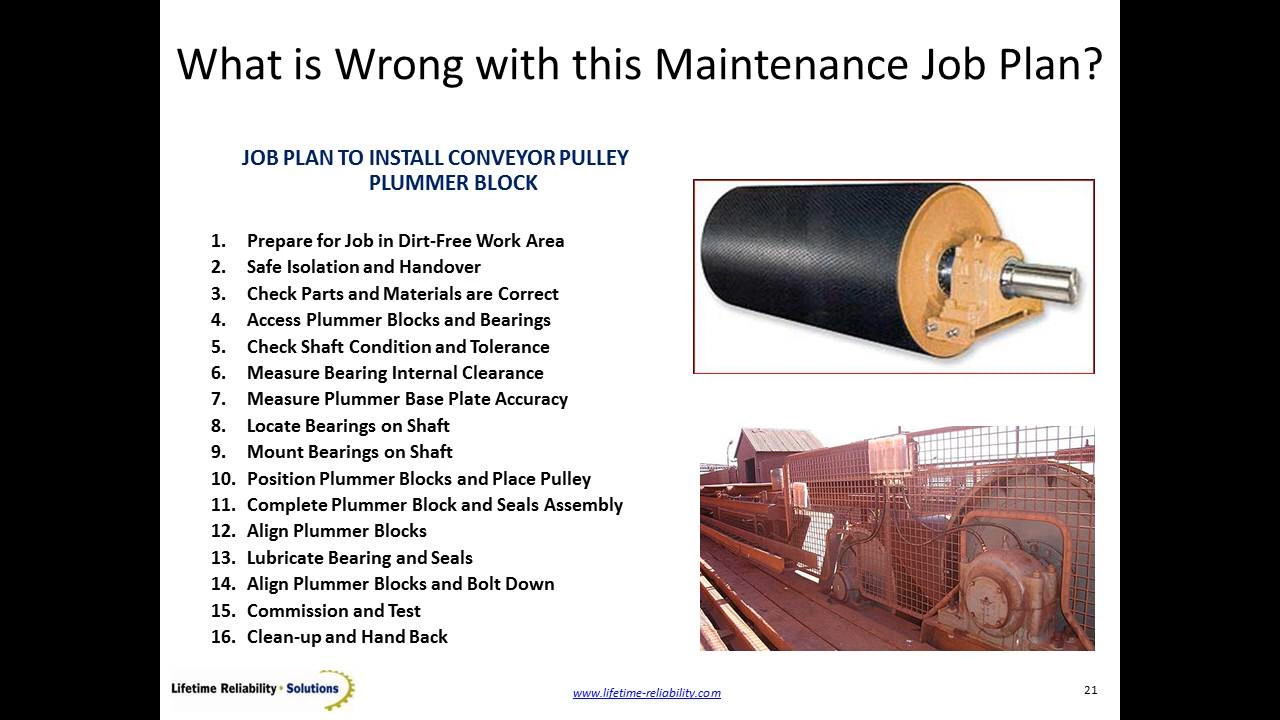 What is Wrong with this Maintenance Job Plan?
JOB PLAN TO INSTALL CONVEYOR PULLEY
PLUMMER BLOCK
1. Prepare for Job in Dirt-Free Work Area
2. Safe Isolation and Handover
3. Check Parts and Materials are Correct
4. Access Plummer Blocks and Bearings
5. Check Shaft Condition and Tolerance
6. Measure Bearing Internal Clearance
7. Measure Plummer Base Plate Accuracy
8. Locate Bearings on Shaft
9. Mount Bearings on Shaft
10. Position Plummer Blocks and Place Pulley
11. Complete Plummer Block and Seals Assembly
12. Align Plummer Blocks
13. Lubricate Bearing and Seals
14. Align Plummer Blocks and Bolt Down
15. Commission and Test
16. Clean-up and Hand Back
Lifetime Reliability • Solutions
www.lifetime-reliability.com
21